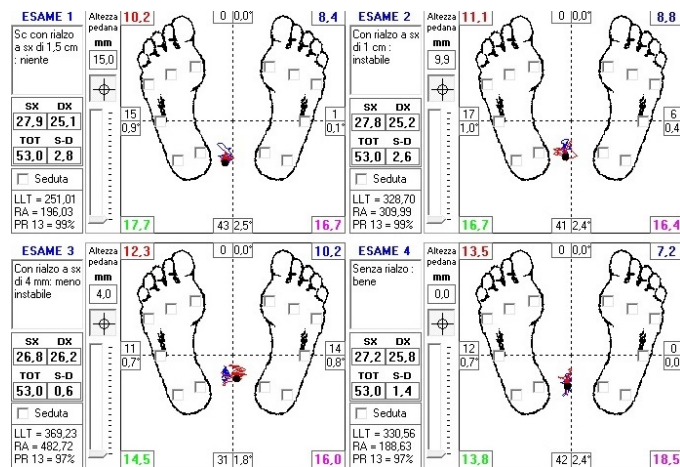 ESAME 1
Sc con rialzo
a sx di 1,5 cm
: niente
Altezza
pedana
mm
15,0
SX DX
27,9 25,1
TOT S-D
53,0 2,8
Seduta
LLT = 251,01
RA = 196,03
PR 13 = 99%
10,2
0 0,0°
8,4
15
0,9°
1
0,1°
17,7
43 2,5°
16,7
ESAME 2
Con rialzo a sx
di 1 cm :
instabile
Altezza
pedana
mm
9,9
SX DX
27,8 25,2
TOT S-D
53,0 2,6
Seduta
LLT = 328,70
RA = 309,99
PR 13 = 99%
11,1
0 0,0°
8,8
17
1,0°
6
0,4
16,7
41 2,4°
16,4
ESAME 3
Con rialzo a sx
di 4 mm: meno
instabile
Altezza
pedana
mm
4,0
SX DX
26,8 26,2
TOT S-D
53,0 0,6
Seduta
LLT = 369,23
RA = 482,72
PR 13 = 97%
12,3
0 0,0°
10,2
11
0,7°
14
0,8°
14,5
31 1,8°
16,0
ESAME 4
Senza rialzo :
bene
Altezza
pedana
mm
0,0
SX DX
27,2 25,8
TOT S-D
53,0 1,4
Seduta
LLT = 330,56
RA = 188,63
PR 13 = 97%
13,5
0 0,0°
7,2
12
0,7°
0
0,0
13,8
42 2,4°
18,5